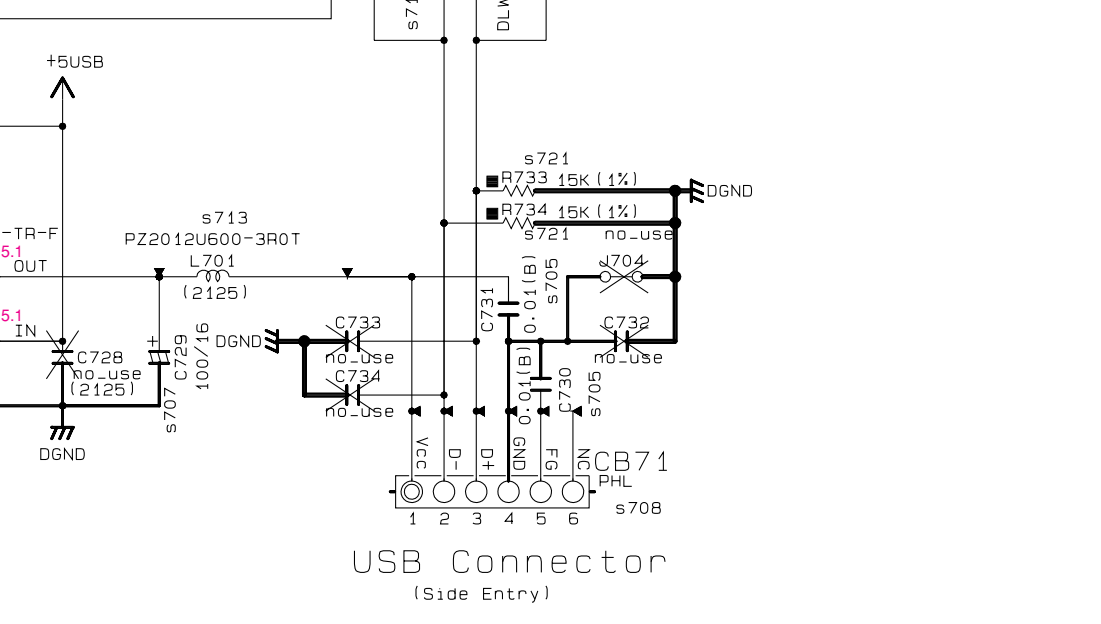 s71
DLW
+5USB
s721
R733 15K(1%)
DGND
R734 15K(1%)
s721 no_use
s713
PZ2012U600-3R0T
L701
(2125)
-TR-F
5.1
OUT
5.1
IN
J704
C731
0.01(B)
s705
C733
no_use
DGND
C734
no_use
C732
no_use
C728
no_use
(2125)
C729
100/16
s707
DGND
0.01(B)
C730
s705
Vcc
D-
D+
GND
FG
NC
CB71
PHL
s708
1 2 3 4 5 6
USB Connector
(Side Entry)